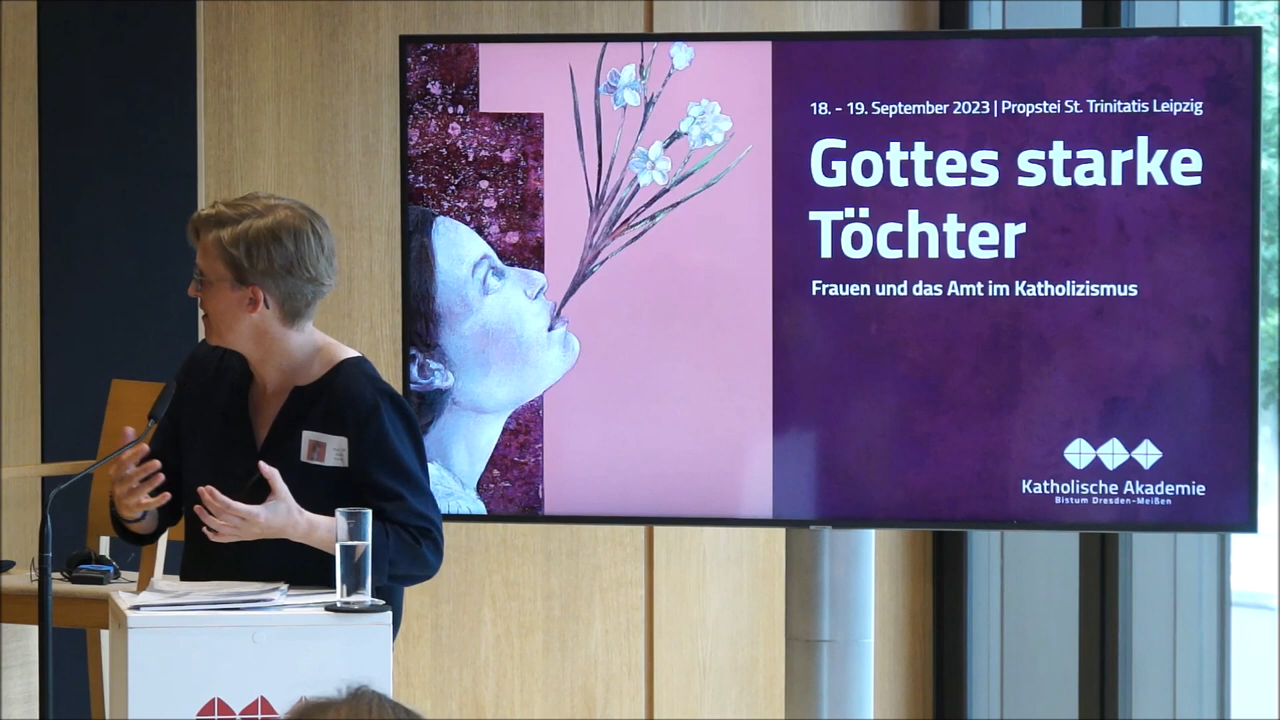 18. - 19. September 2023 | Propstei St. Trinitatis Leipzig
Gottes starke
Töchter
Frauen und das Amt im Katholizismus
Katholische Akademie
Bistum Dresden-Meißen